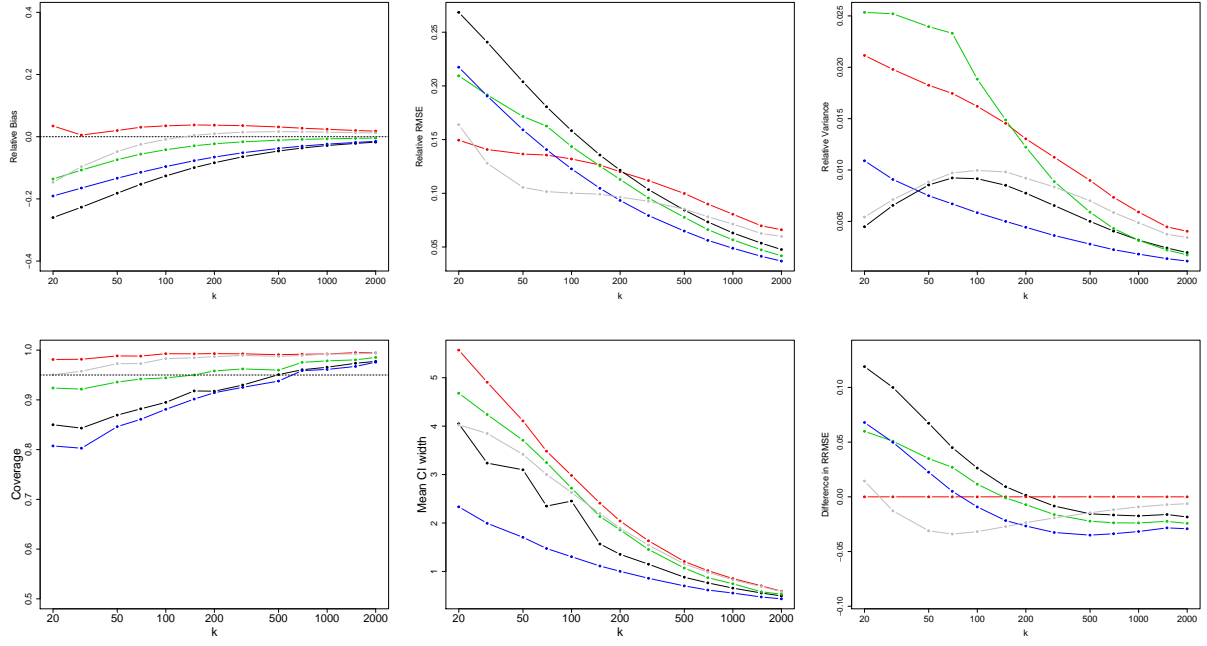 Relative Bias
0.4
0.2
0.0
-0.2
-0.4
20 50 100 200 500 1000 2000
k
Relative RMSE
0.25
0.20
0.15
0.10
0.05
20 50 100 200 500 1000 2000
k
Relative Variance
0.025
0.020
0.015
0.010
0.005
20 50 100 200 500 1000 2000
k
Coverage
1.0
0.9
0.8
0.7
0.6
0.5
20 50 100 200 500 1000 2000
k
Mean CI width
5
4
3
2
1
20 50 100 200 500 1000 2000
k
Difference in RRMSE
0.10
0.05
0.00
-0.05
-0.10
20 50 100 200 500 1000 2000
k